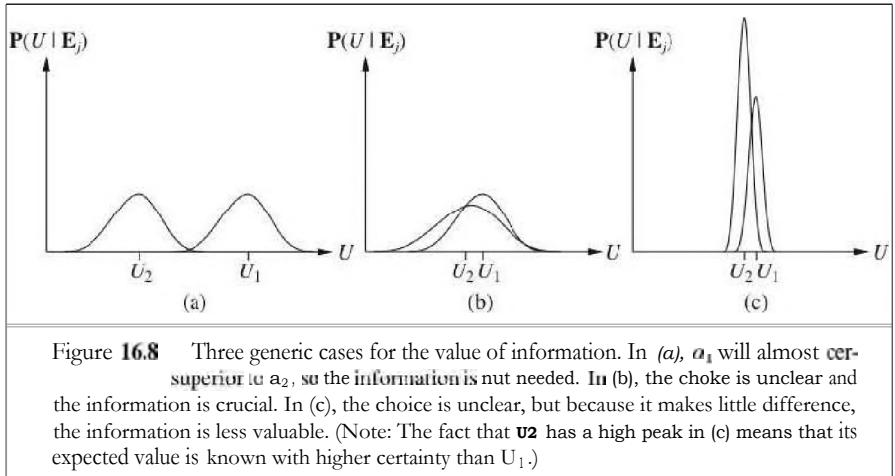 P(U | E_j) P(U | E_j) P(U | E_j)
U U U
U₂ U₁ U₂ U₁ U₂ U₁
(a) (b) (c)
Figure 16.8 Three generic cases for the value of information. In (a), a₁ will almost cer-
superior to a₂, so the information is nut needed. In (b), the choke is unclear and
the information is crucial. In (c), the choice is unclear, but because it makes little difference,
the information is less valuable. (Note: The fact that U2 has a high peak in (c) means that its
expected value is known with higher certainty than U₁.)